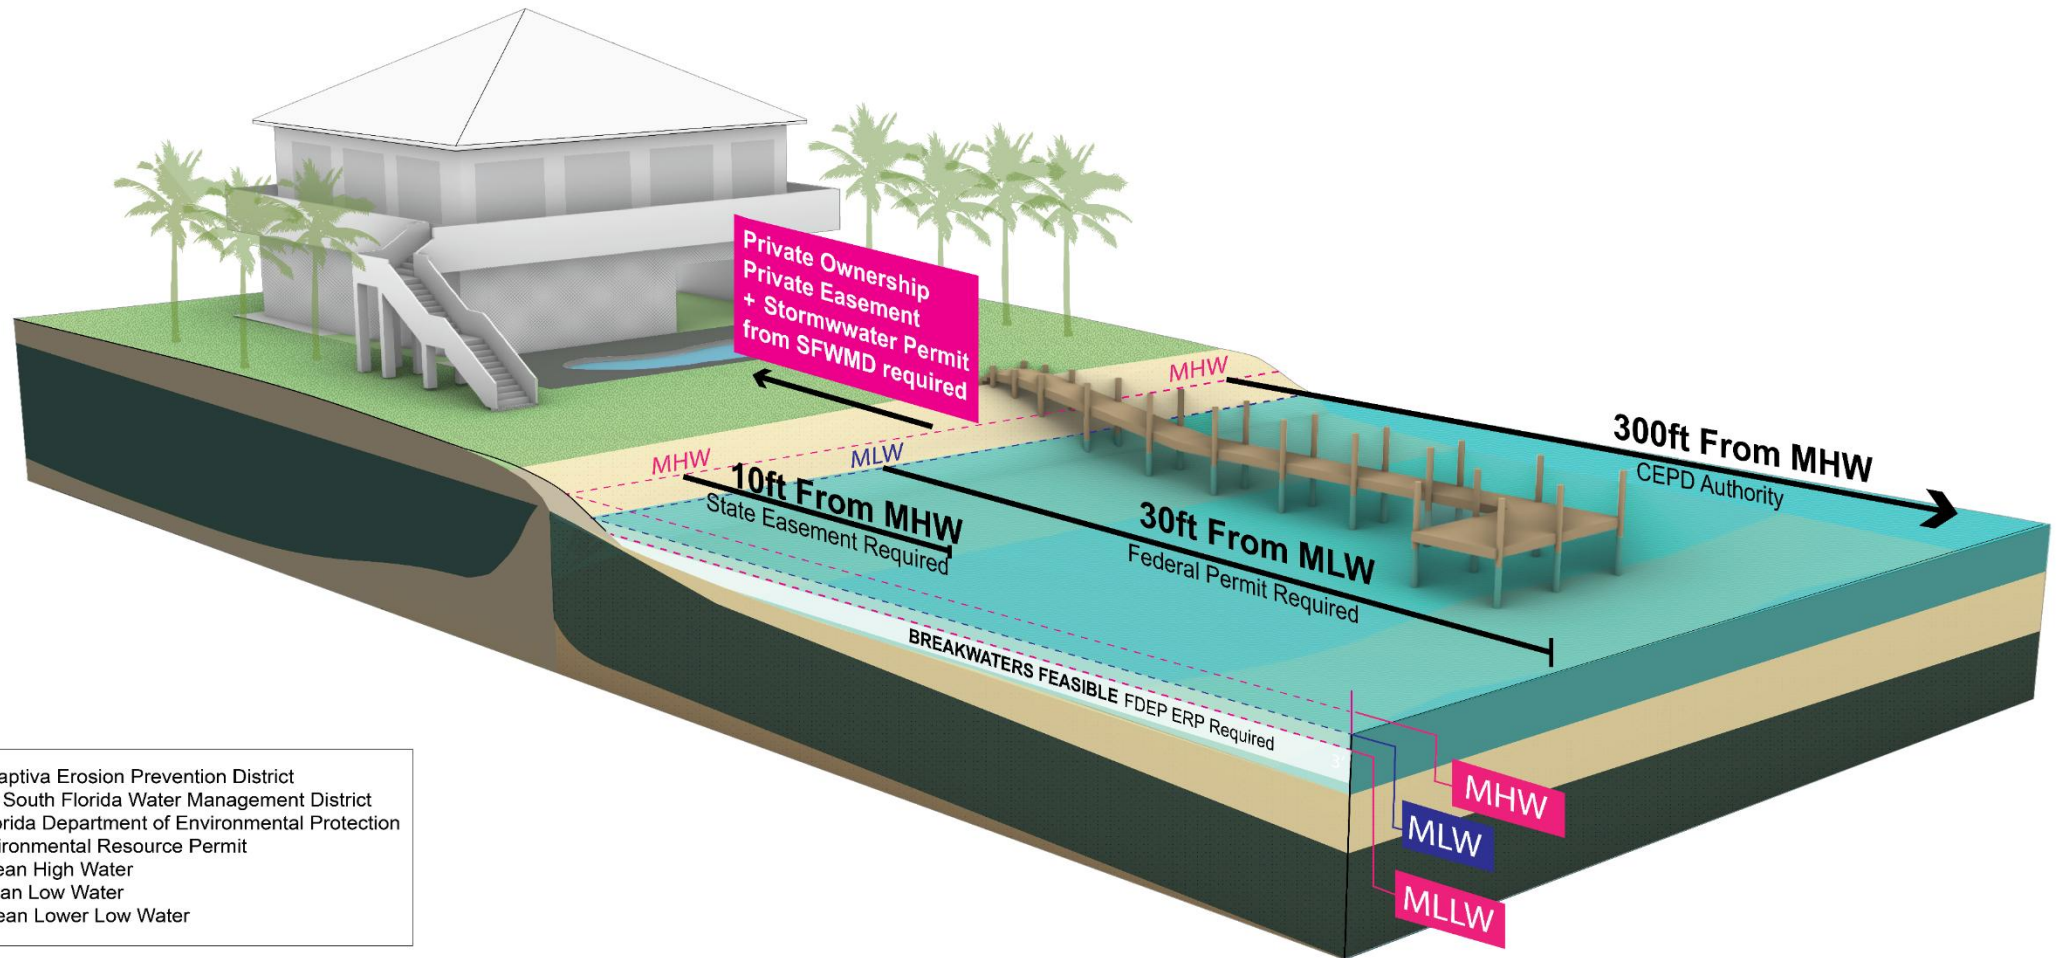 Private Ownership
Private Easement
+ Stormwwater Permit
from SFWMD required
MHW
300ft From MHW
CEPD Authority
MHW
MLW
10ft From MHW
State Easement Required
30ft From MLW
Federal Permit Required
BREAKWATERS FEASIBLE FDEP ERP Required
3'
MHW
MLW
MLLW
aptiva Erosion Prevention District
South Florida Water Management District
orida Department of Environmental Protection
ironmental Resource Permit
ean High Water
an Low Water
ean Lower Low Water